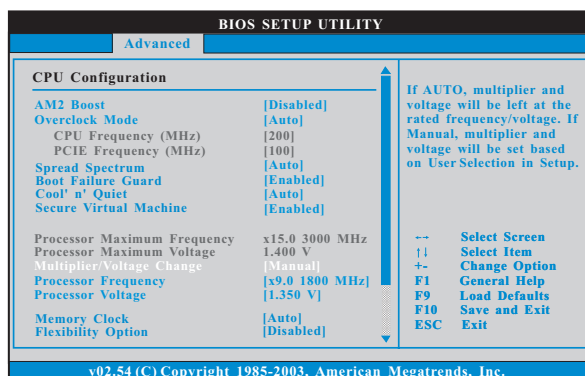 BIOS SETUP UTILITY
Advanced
CPU Configuration
AM2 Boost [Disabled]
Overclock Mode [Auto]
CPU Frequency (MHz) [200]
PCIE Frequency (MHz) [100]
Spread Spectrum [Auto]
Boot Failure Guard [Enabled]
Cool' n' Quiet [Auto]
Secure Virtual Machine [Enabled]
Processor Maximum Frequency x15.0 3000 MHz
Processor Maximum Voltage 1.400 V
Multiplier/Voltage Change [Manual]
Processor Frequency [x9.0 1800 MHz]
Processor Voltage [1.350 V]
Memory Clock [Auto]
Flexibility Option [Disabled]
If AUTO, multiplier and
voltage will be left at the
rated frequency/voltage. If
Manual, multiplier and
voltage will be set based
on User Selection in Setup.
←→ Select Screen
↑↓ Select Item
+- Change Option
F1 General Help
F9 Load Defaults
F10 Save and Exit
ESC Exit
v02.54 (C) Copyright 1985-2003, American Megatrends, Inc.